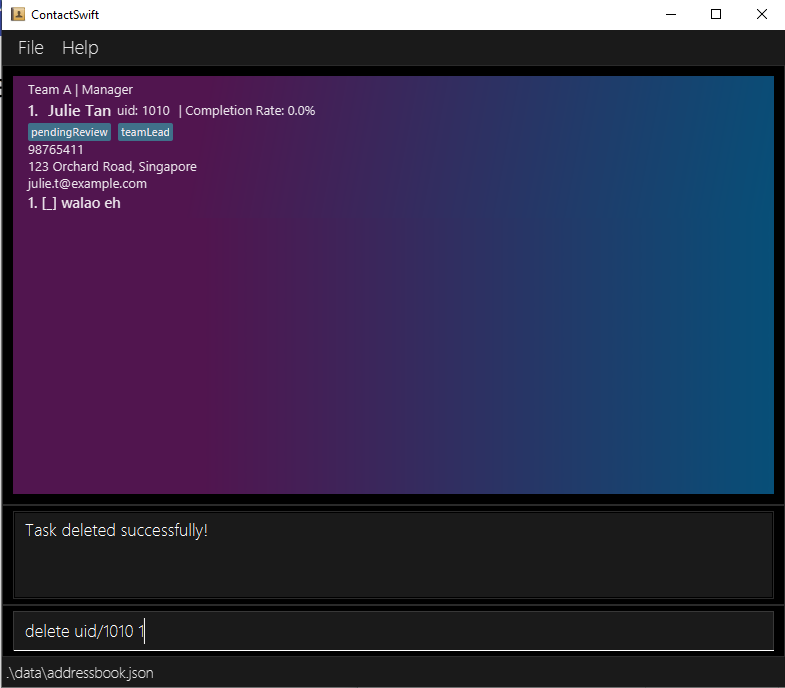 ContactSwift
File Help
Team A | Manager
1. Julie Tan uid: 1010 | Completion Rate: 0.0%
pendingReview teamLead
98765411
123 Orchard Road, Singapore
julie.t@example.com
1. [_] walao eh
Task deleted successfully!
delete uid/1010 1
.\data\addressbook.json